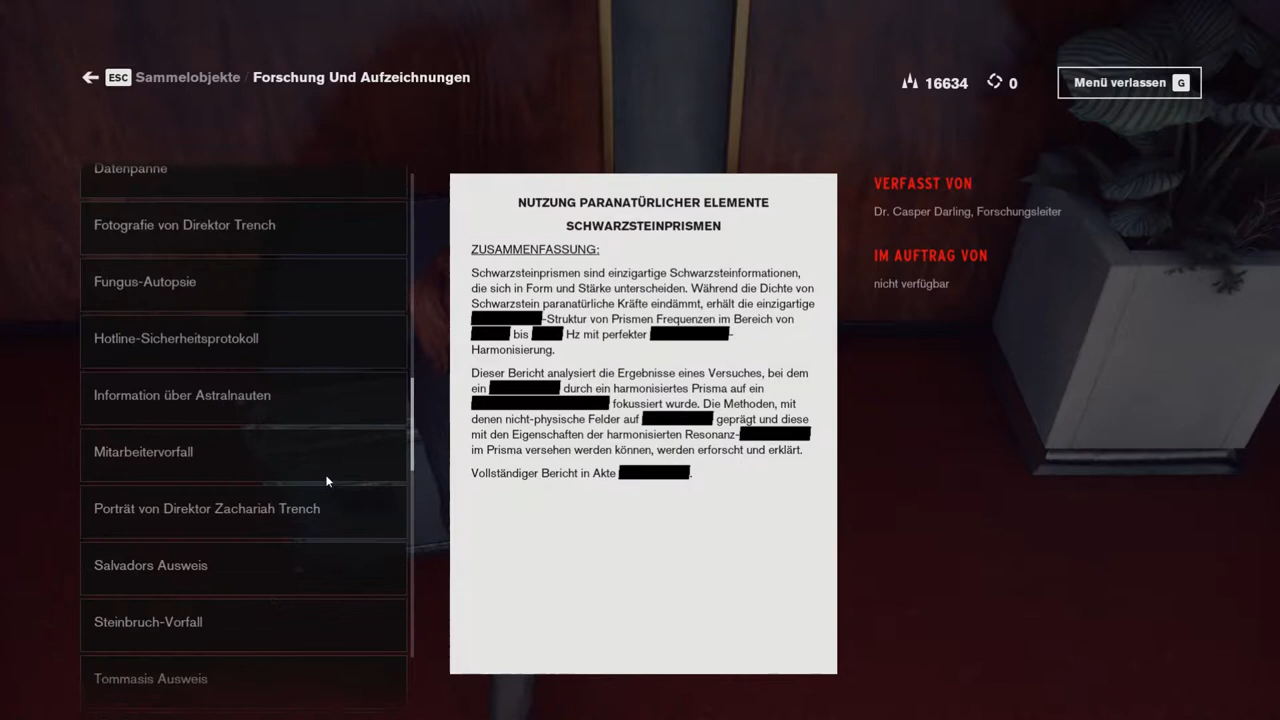 ESC Sammelobjekte / Forschung Und Aufzeichnungen
16634 0
Menü verlassen G
Datenpanne
Fotografie von Direktor Trench
Fungus-Autopsie
Hotline-Sicherheitsprotokoll
Information über Astralnauten
Mitarbeitervorfall
Porträt von Direktor Zachariah Trench
Salvadors Ausweis
Steinbruch-Vorfall
Tommasis Ausweis
NUTZUNG PARANATÜRLICHER ELEMENTE
SCHWARZSTEINPRISMEN
ZUSAMMENFASSUNG:
Schwarzsteinprismen sind einzigartige Schwarzsteinformationen,
die sich in Form und Stärke unterscheiden. Während die Dichte von
Schwarzstein paranatürliche Kräfte eindämmt, erhält die einzigartige
-Struktur von Prismen Frequenzen im Bereich von
bis Hz mit perfekter -
Harmonisierung.
Dieser Bericht analysiert die Ergebnisse eines Versuches, bei dem
ein durch ein harmonisiertes Prisma auf ein
fokussiert wurde. Die Methoden, mit
denen nicht-physische Felder auf geprägt und diese
mit den Eigenschaften der harmonisierten Resonanz-
im Prisma versehen werden können, werden erforscht und erklärt.
Vollständiger Bericht in Akte .
VERFASST VON
Dr. Casper Darling, Forschungsleiter
IM AUFTRAG VON
nicht verfügbar